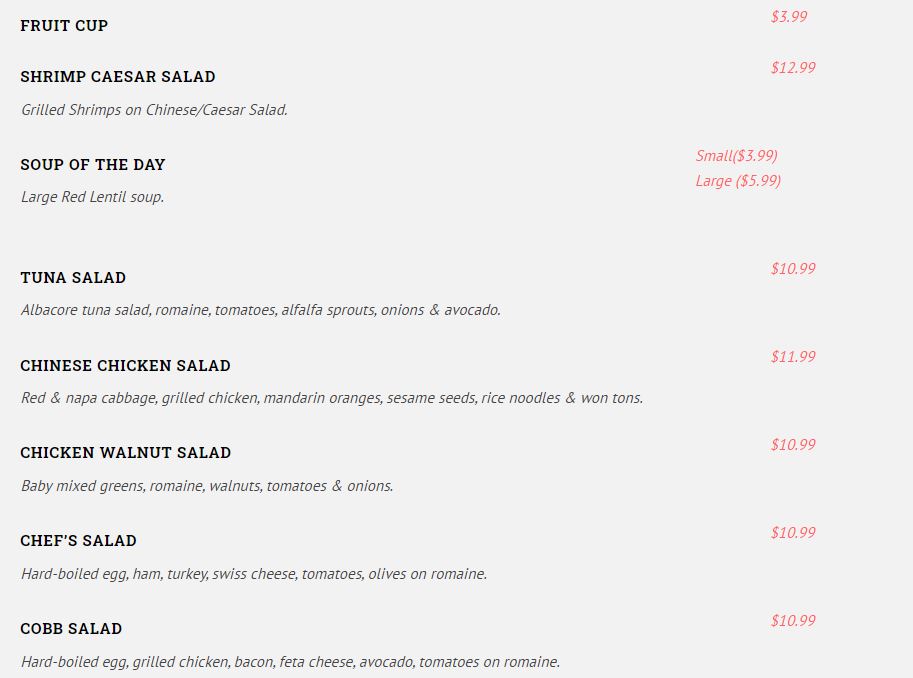 FRUIT CUP $3.99
SHRIMP CAESAR SALAD $12.99
Grilled Shrimps on Chinese/Caesar Salad.
SOUP OF THE DAY Small($3.99)
Large ($5.99)
Large Red Lentil soup.
TUNA SALAD $10.99
Albacore tuna salad, romaine, tomatoes, alfalfa sprouts, onions & avocado.
CHINESE CHICKEN SALAD $11.99
Red & napa cabbage, grilled chicken, mandarin oranges, sesame seeds, rice noodles & won tons.
CHICKEN WALNUT SALAD $10.99
Baby mixed greens, romaine, walnuts, tomatoes & onions.
CHEF'S SALAD $10.99
Hard-boiled egg, ham, turkey, swiss cheese, tomatoes, olives on romaine.
COBB SALAD $10.99
Hard-boiled egg, grilled chicken, bacon, feta cheese, avocado, tomatoes on romaine.